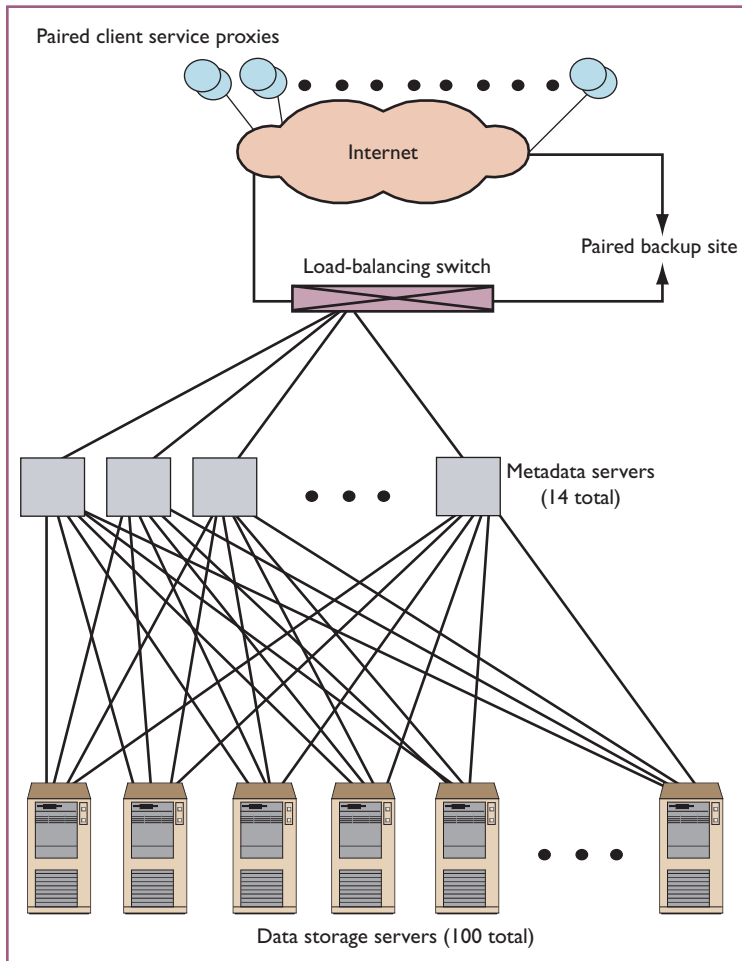 Paired client service proxies
Internet
Paired backup site
Load-balancing switch
Metadata servers
(14 total)
Data storage servers (100 total)